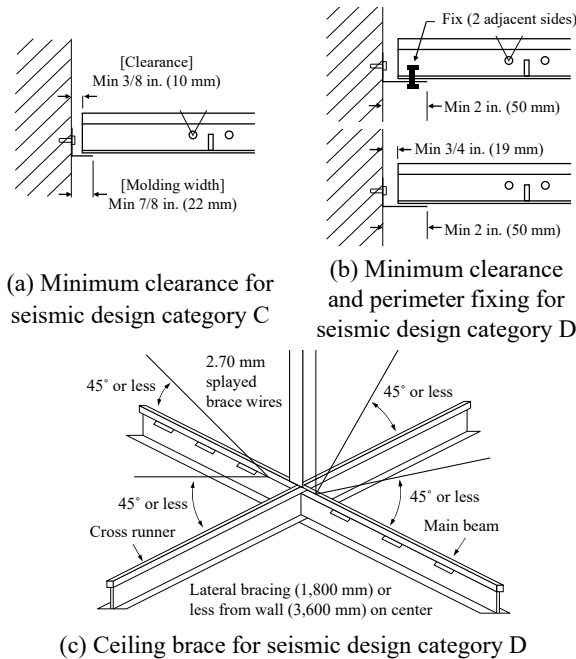 [Clearance]
Min 3/8 in. (10 mm)
[Molding width]
Min 7/8 in. (22 mm)
(a) Minimum clearance for
seismic design category C
Fix (2 adjacent sides)
Min 2 in. (50 mm)
Min 3/4 in. (19 mm)
Min 2 in. (50 mm)
(b) Minimum clearance
and perimeter fixing for
seismic design category D
45° or less
2.70 mm
splayed
brace wires
45° or less
45° or less
45° or less
Cross runner
Main beam
Lateral bracing (1,800 mm) or
less from wall (3,600 mm) on center
(c) Ceiling brace for seismic design category D